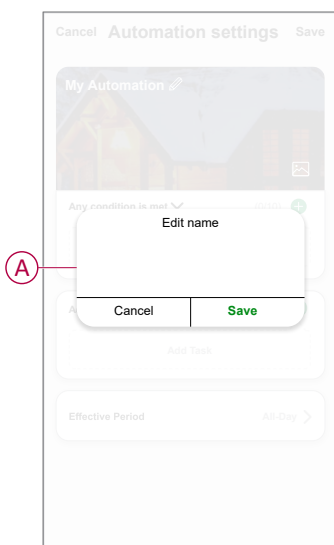 Cancel Automation settings Save
My Automation
Any condition is met
Edit name
A
Cancel Save
A
Add Task
Effective Period All-Day